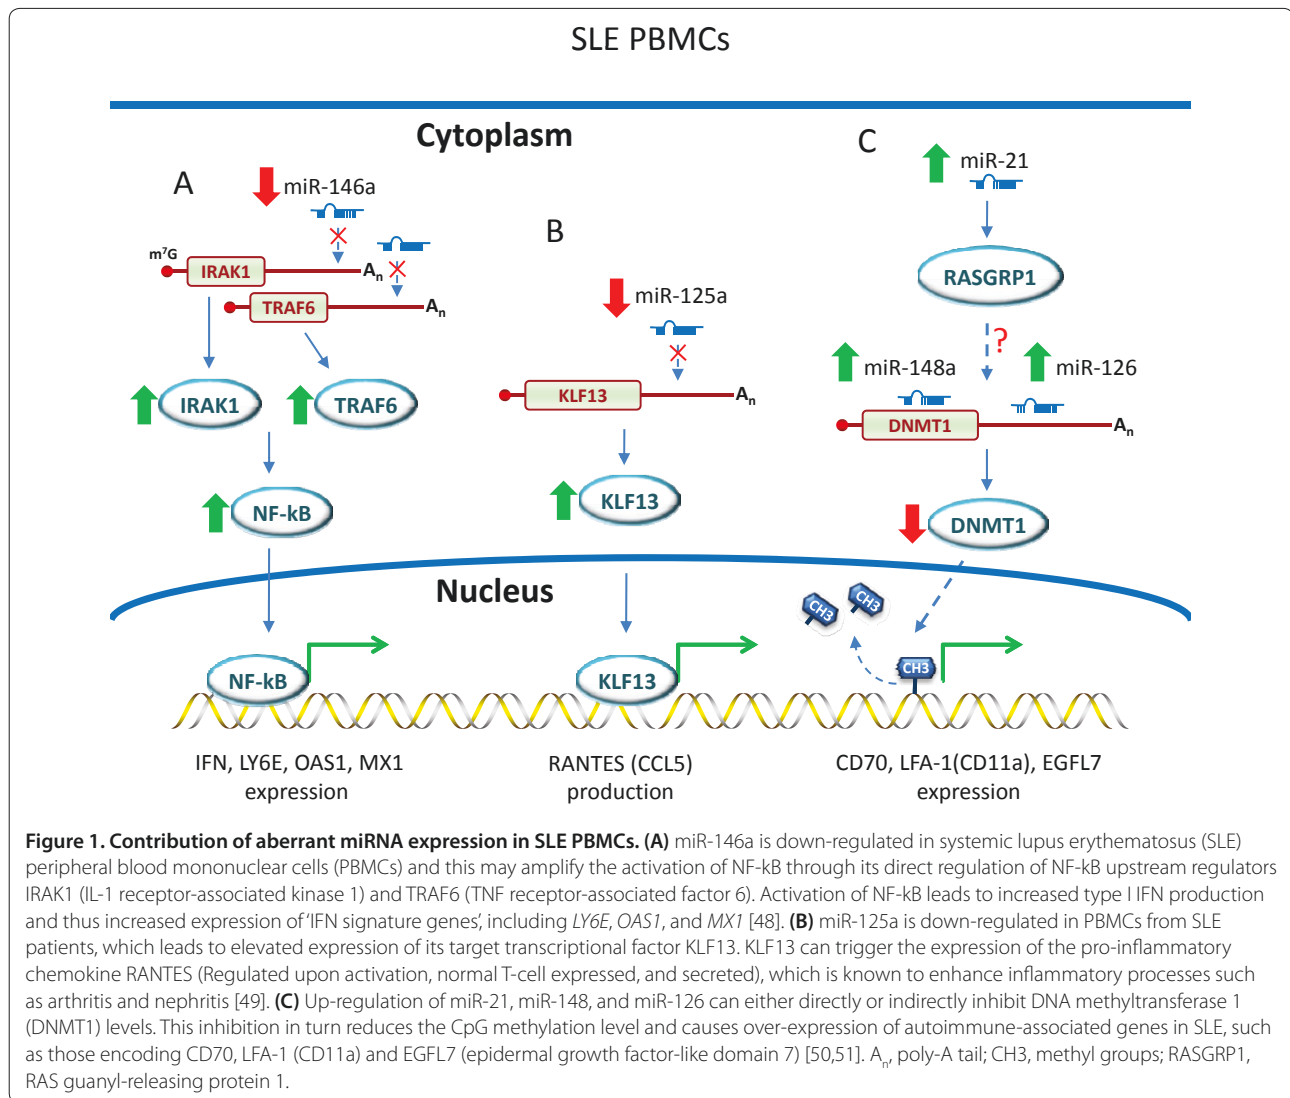 SLE PBMCs
Cytoplasm
A
miR-146a
m⁷G
IRAK1
Aₙ
TRAF6
Aₙ
IRAK1
TRAF6
NF-kB
B
miR-125a
KLF13
Aₙ
KLF13
C
miR-21
RASGRP1
?
miR-148a
miR-126
DNMT1
Aₙ
DNMT1
Nucleus
CH3
CH3
CH3
NF-kB
KLF13
IFN, LY6E, OAS1, MX1
expression
RANTES (CCL5)
production
CD70, LFA-1(CD11a), EGFL7
expression
Figure 1. Contribution of aberrant miRNA expression in SLE PBMCs. (A) miR-146a is down-regulated in systemic lupus erythematosus (SLE)
peripheral blood mononuclear cells (PBMCs) and this may amplify the activation of NF-kB through its direct regulation of NF-kB upstream regulators
IRAK1 (IL-1 receptor-associated kinase 1) and TRAF6 (TNF receptor-associated factor 6). Activation of NF-kB leads to increased type I IFN production
and thus increased expression of 'IFN signature genes', including LY6E, OAS1, and MX1 [48]. (B) miR-125a is down-regulated in PBMCs from SLE
patients, which leads to elevated expression of its target transcriptional factor KLF13. KLF13 can trigger the expression of the pro-inflammatory
chemokine RANTES (Regulated upon activation, normal T-cell expressed, and secreted), which is known to enhance inflammatory processes such
as arthritis and nephritis [49]. (C) Up-regulation of miR-21, miR-148, and miR-126 can either directly or indirectly inhibit DNA methyltransferase 1
(DNMT1) levels. This inhibition in turn reduces the CpG methylation level and causes over-expression of autoimmune-associated genes in SLE, such
as those encoding CD70, LFA-1 (CD11a) and EGFL7 (epidermal growth factor-like domain 7) [50,51]. Aₙ, poly-A tail; CH3, methyl groups; RASGRP1,
RAS guanyl-releasing protein 1.